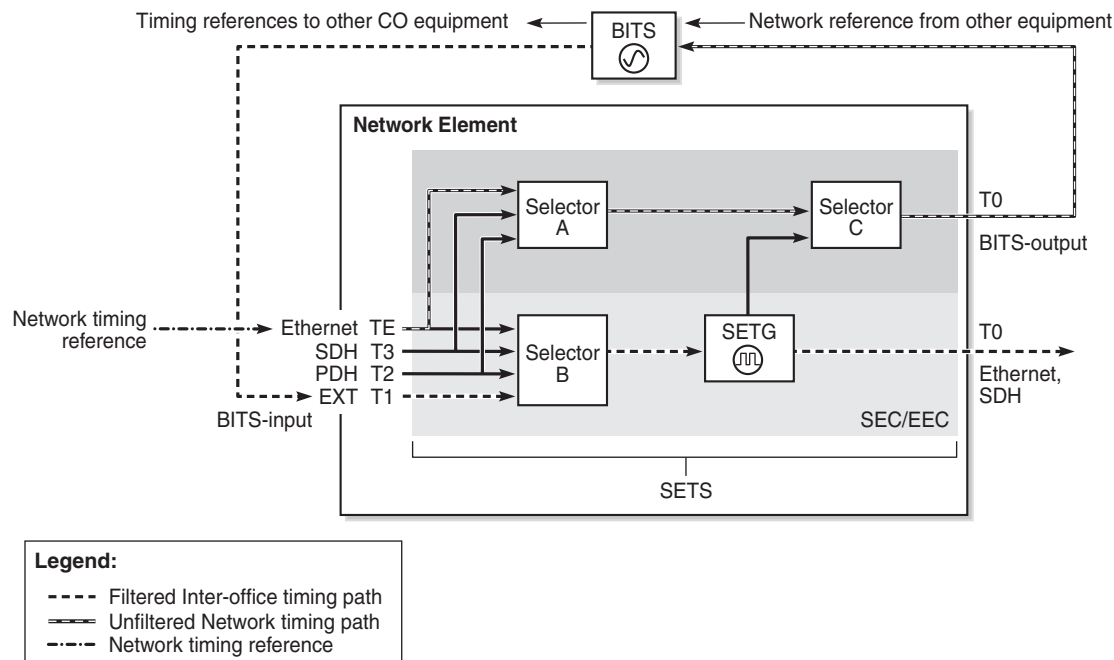 Timing references to other CO equipment
BITS
Network reference from other equipment
Network Element
Selector
A
Selector
C
T0
BITS-output
Network timing
reference
Ethernet TE
SDH T3
PDH T2
EXT T1
BITS-input
Selector
B
SETG
T0
Ethernet,
SDH
SEC/EEC
SETS
Legend:
Filtered Inter-office timing path
Unfiltered Network timing path
Network timing reference